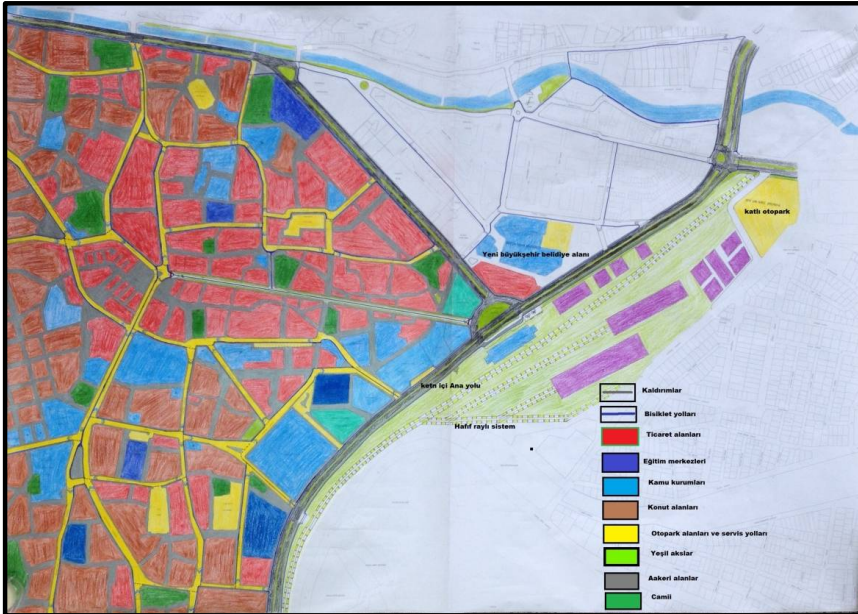 katlı otopark
Yeni büyükşehir belidiye alanı
ketn içi Ana yolu
Hafıf raylı sistem
Kaldırımlar
Bisiklet yolları
Ticaret alanları
Eğitim merkezleri
Kamu kurumları
Konut alanları
Otopark alanları ve servis yolları
Yeşil akslar
Aakeri alanlar
Camii